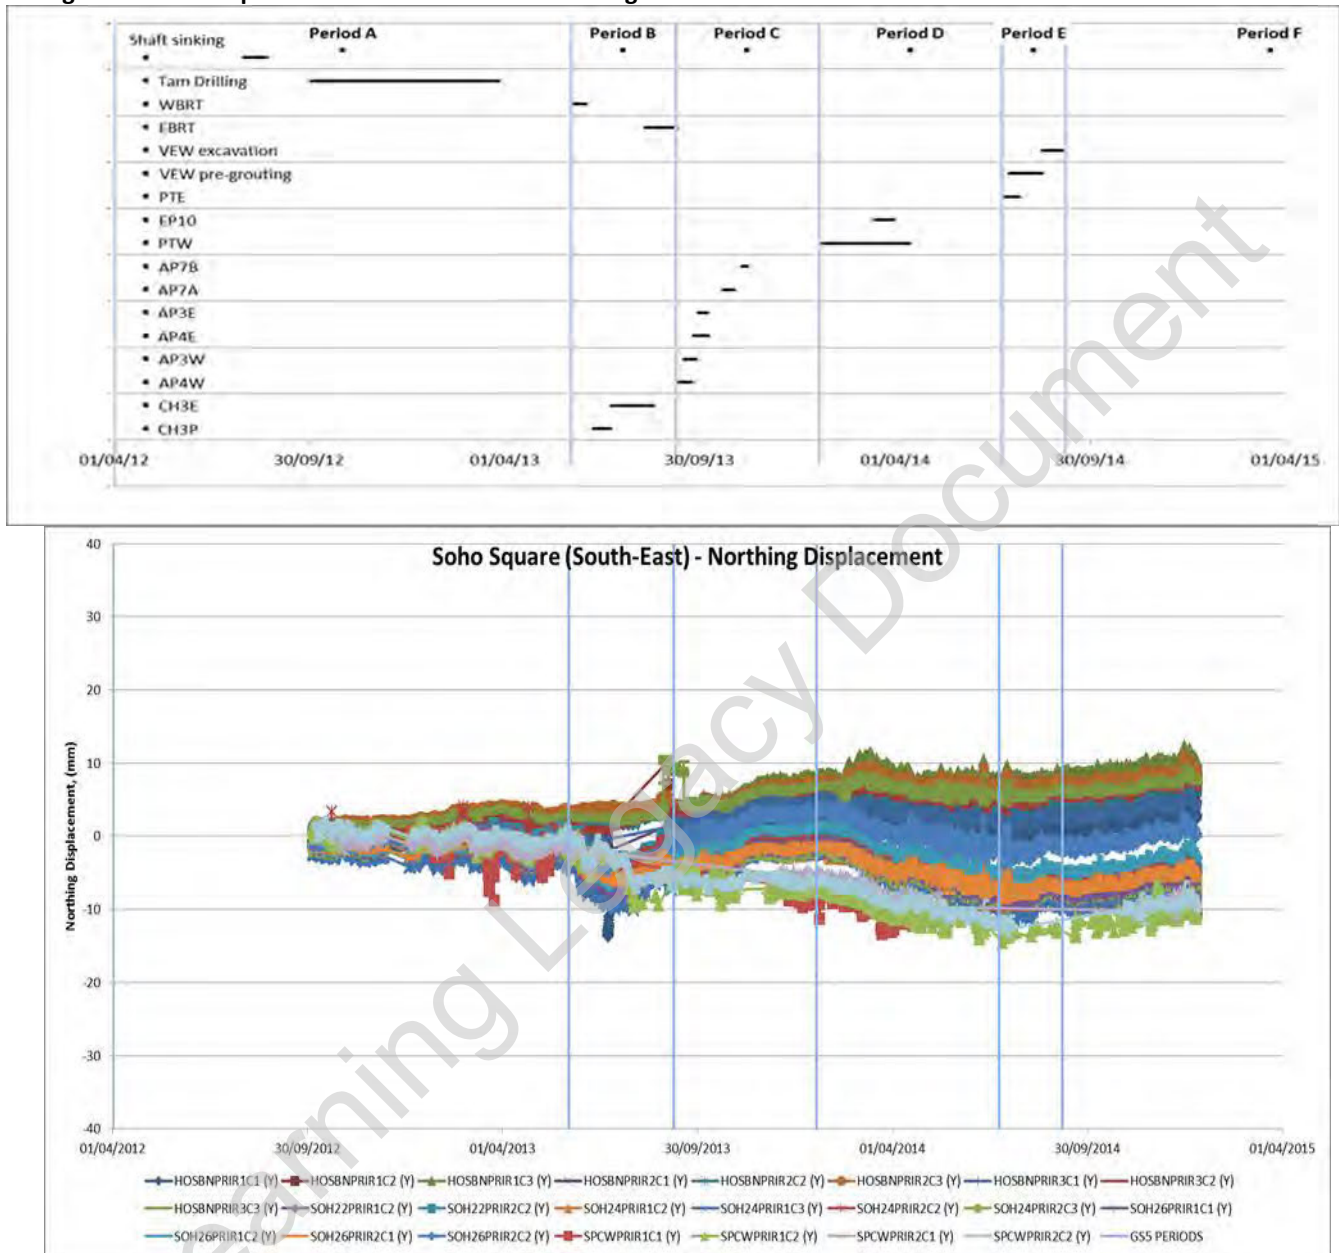 Shaft sinking
Period A
Period B
Period C
Period D
Period E
Period F
Tam Drilling
WBRT
EBRT
VEW excavation
VEW pre-grouting
PTE
EP10
PTW
AP7B
AP7A
AP3E
AP4E
AP3W
AP4W
CH3E
CH3P
01/04/12 30/09/12 01/04/13 30/09/13 01/04/14 30/09/14 01/04/15
Soho Square (South-East) - Northing Displacement
Northing Displacement, (mm)
40
30
20
10
0
-10
-20
-30
-40
01/04/2012 30/09/2012 01/04/2013 30/09/2013 01/04/2014 30/09/2014 01/04/2015
HOSBNPRIR1C1 (Y) HOSBNPRIR1C2 (Y) HOSBNPRIR1C3 (Y) HOSBNPRIR2C1 (Y) HOSBNPRIR2C2 (Y) HOSBNPRIR2C3 (Y) HOSBNPRIR3C1 (Y) HOSBNPRIR3C2 (Y)
HOSBNPRIR3C3 (Y) SOH22PRIR1C2 (Y) SOH22PRIR2C2 (Y) SOH24PRIR1C2 (Y) SOH24PRIR1C3 (Y) SOH24PRIR2C2 (Y) SOH24PRIR2C3 (Y) SOH26PRIR1C1 (Y)
SOH26PRIR1C2 (Y) SOH26PRIR2C1 (Y) SOH26PRIR2C2 (Y) SPCWPRIR1C1 (Y) SPCWPRIR1C2 (Y) SPCWPRIR2C1 (Y) SPCWPRIR2C2 (Y) GS5 PERIODS
earning Legacy Document